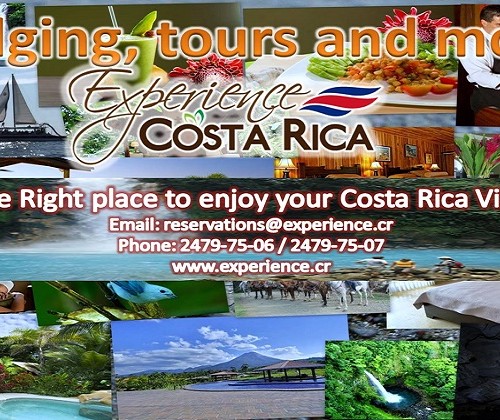 dging, tours and mo
Experience
COSTA RICA
e Right place to enjoy your Costa Rica Vi
Email: reservations@experience.cr
Phone: 2479-75-06 / 2479-75-07
www.experience.cr